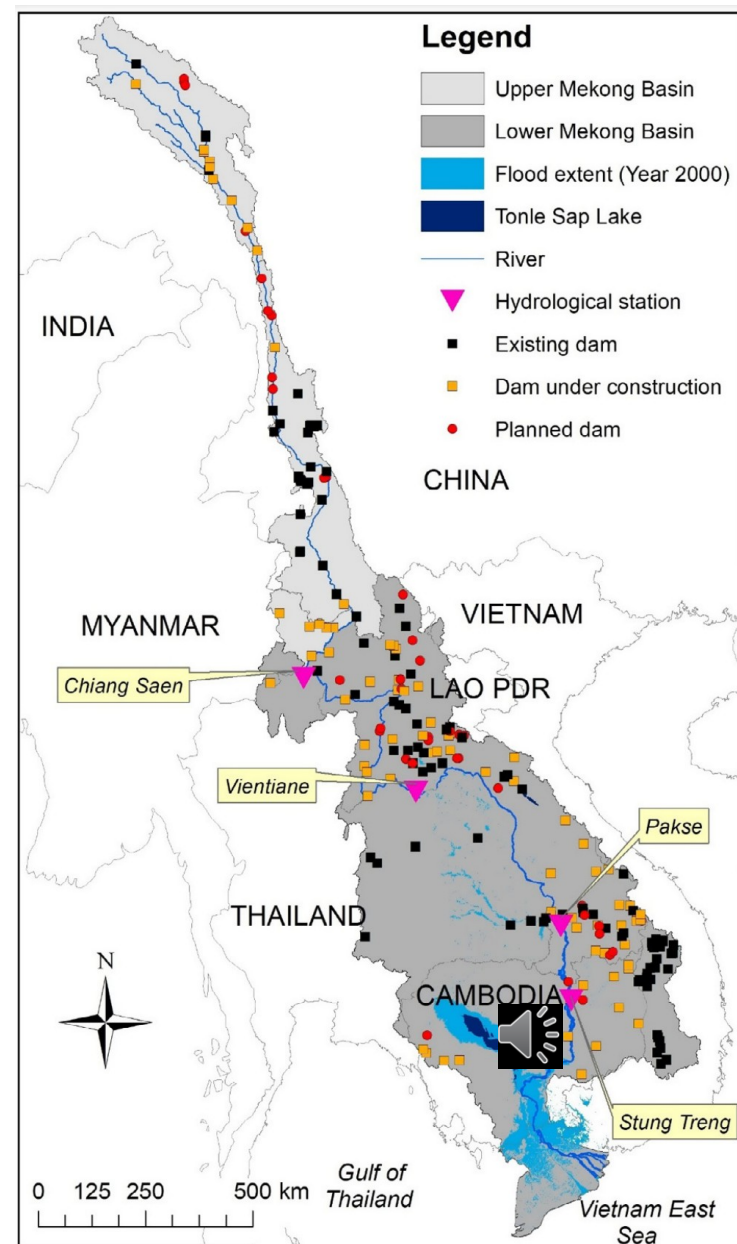 Legend
Upper Mekong Basin
Lower Mekong Basin
Flood extent (Year 2000)
Tonle Sap Lake
River
Hydrological station
Existing dam
Dam under construction
Planned dam
INDIA
CHINA
MYANMAR
VIETNAM
Chiang Saen
LAO PDR
Vientiane
Pakse
THAILAND
N
CAMBODIA
Stung Treng
Gulf of
Thailand
0 125 250 500 km
Vietnam East
Sea